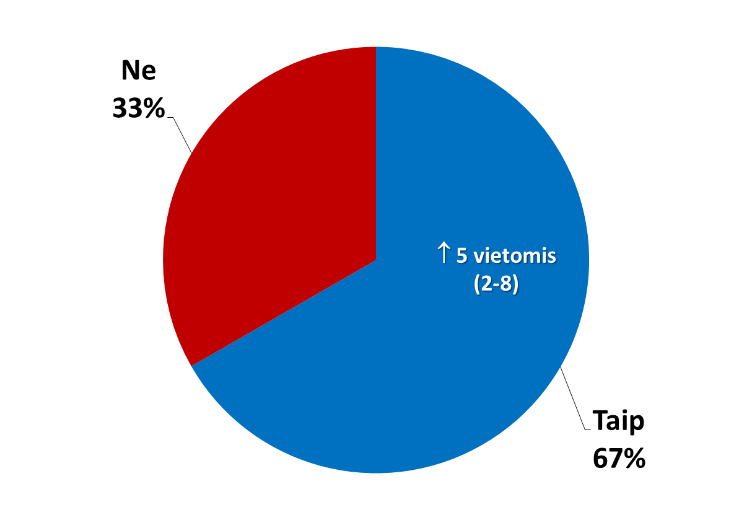 Ne
33%
↑ 5 vietomis
(2-8)
Taip
67%